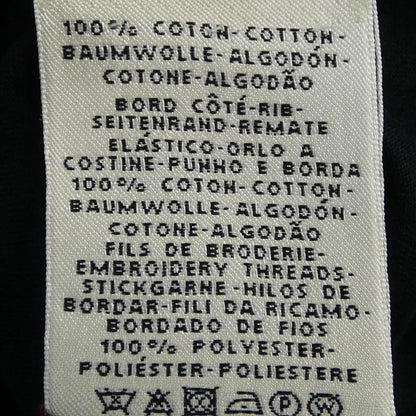 100% COTON-COTTON-
BAUMWOLLE-ALGODÓN-
COTONE-ALGODÃO
BORD CÔTÉ-RIB-
SEITENRAND-REMATE
ELÁSTICO-ORLO A
COSTINE-PUNHO E BORDA
100% COTON-COTTON-
BAUMWOLLE-ALGODÓN-
COTONE-ALGODÃO
FILS DE BRODERIE-
EMBROIDERY THREADS-
STICKGARNE-HILOS DE
BORDAR-FILI DA RICAMO-
BORDADO DE FIOS
100% POLYESTER-
POLIÉSTER-POLIESTERE